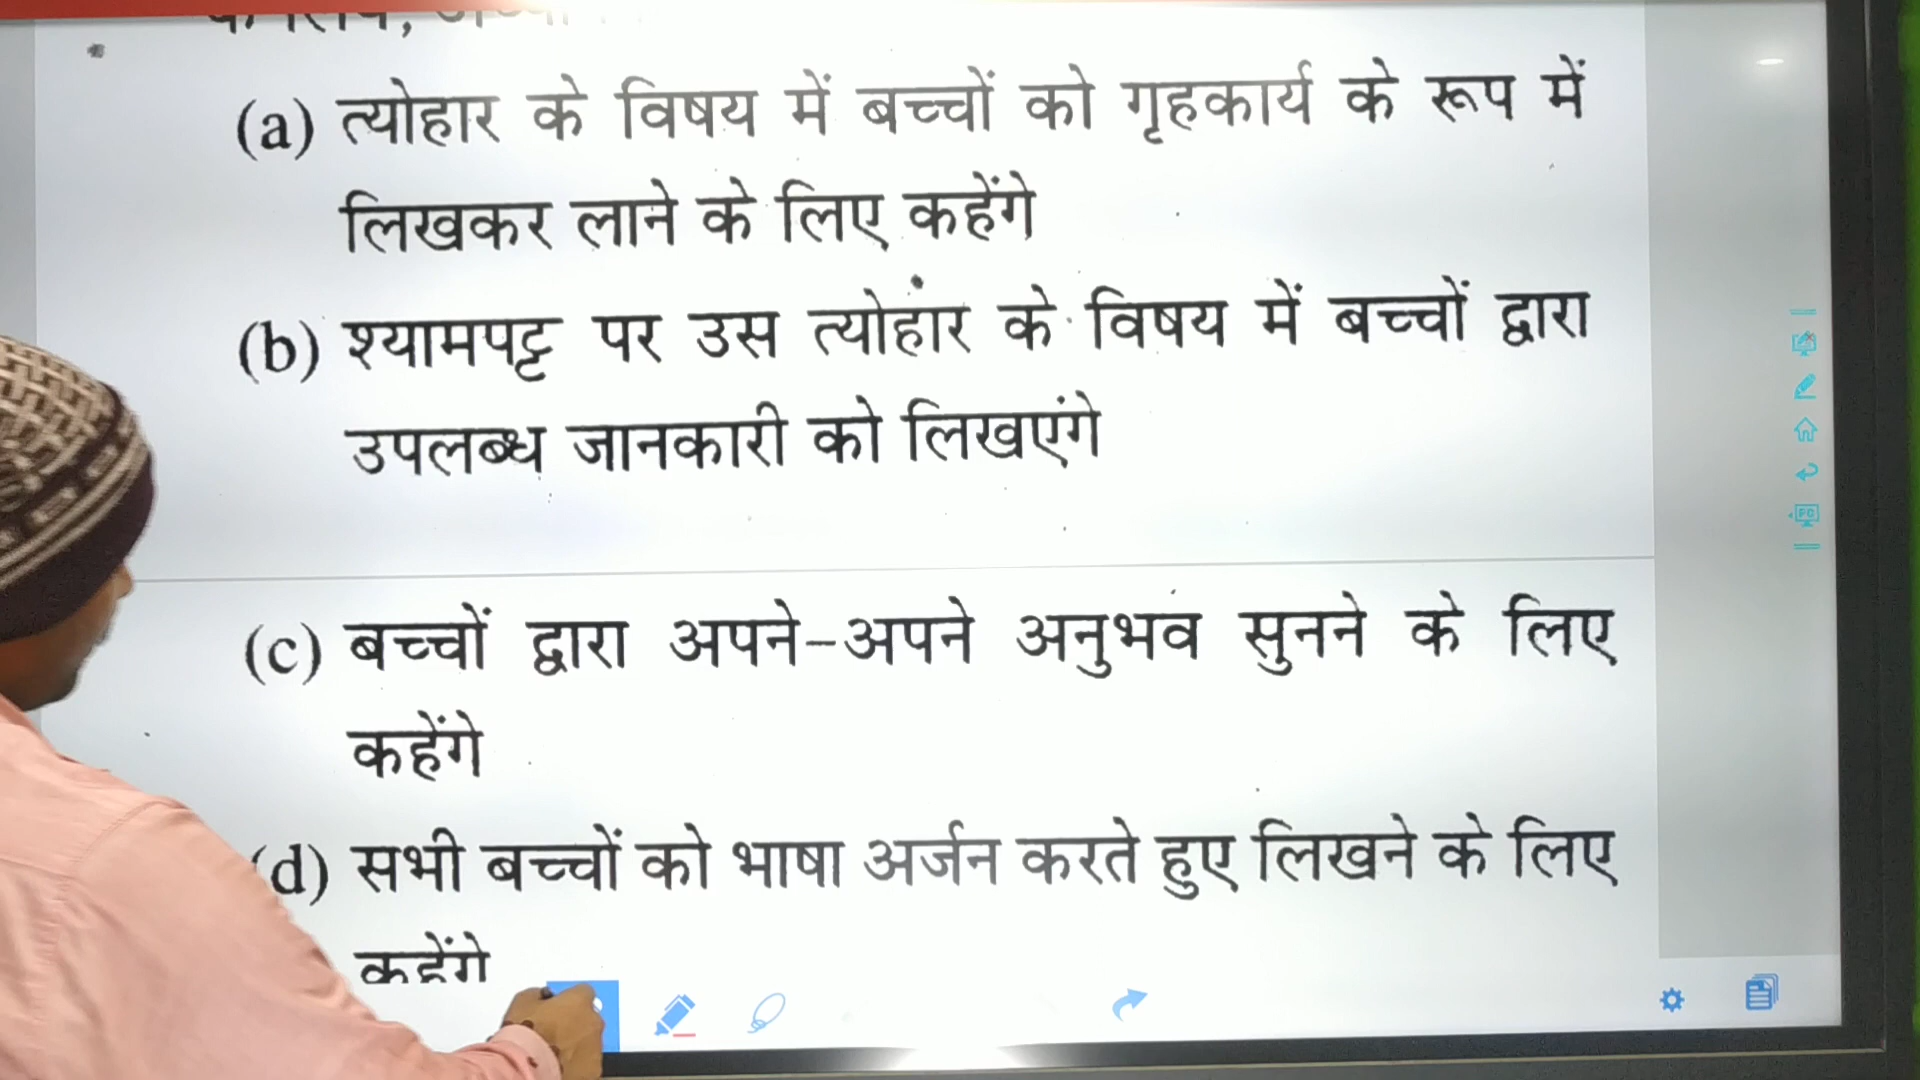 (a) त्योहार के विषय में बच्चों को गृहकार्य के रूप में
लिखकर लाने के लिए कहेंगे
(b) श्यामपट्ट पर उस त्योहार के विषय में बच्चों द्वारा
उपलब्ध जानकारी को लिखएंगे
(c) बच्चों द्वारा अपने-अपने अनुभव सुनने के लिए
कहेंगे
(d) सभी बच्चों को भाषा अर्जन करते हुए लिखने के लिए
कहेंगे